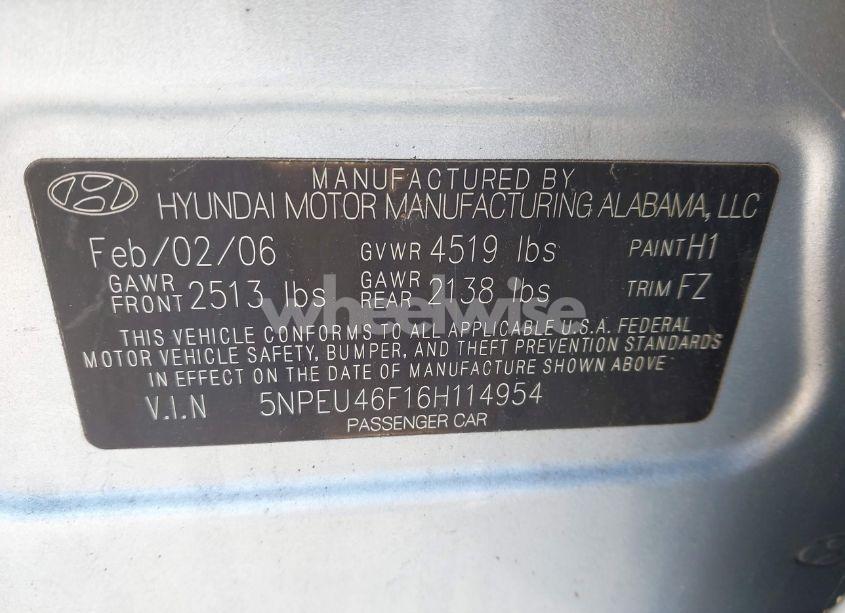 MANUFACTURED BY
HYUNDAI MOTOR MANUFACTURING ALABAMA, LLC
Feb/02/06 GVWR 4519 lbs PAINT H1
GAWR FRONT 2513 lbs GAWR REAR 2138 lbs TRIM FZ
wheelwise
THIS VEHICLE CONFORMS TO ALL APPLICABLE U.S.A. FEDERAL
MOTOR VEHICLE SAFETY, BUMPER, AND THEFT PREVENTION STANDARDS
IN EFFECT ON THE DATE OF MANUFACTURE SHOWN ABOVE
V.I.N 5NPEU46F16H114954
PASSENGER CAR